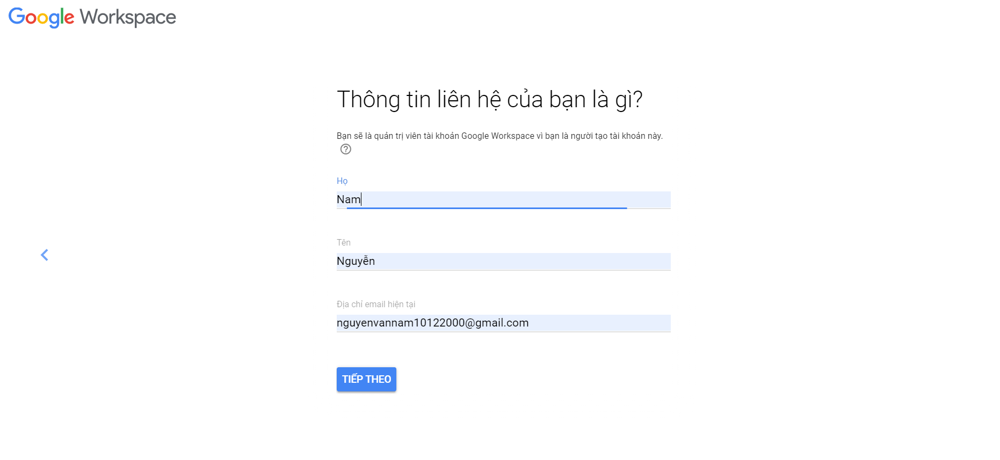 Google Workspace
Thông tin liên hệ của bạn là gì?
Bạn sẽ là quản trị viên tài khoản Google Workspace vì bạn là người tạo tài khoản này.
Họ
Nam
Tên
Nguyễn
Địa chỉ email hiện tại
nguyenvannam10122000@gmail.com
TIẾP THEO